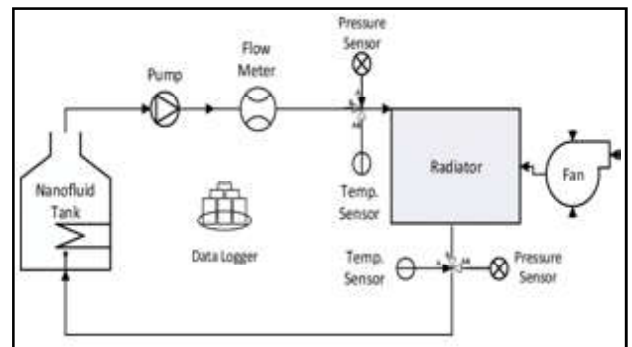 Pressure
Sensor
Flow
Meter
Pump
Nanofluid
Tank
Data Logger
Temp.
Sensor
Radiator
Fan
Temp.
Sensor
Pressure
Sensor